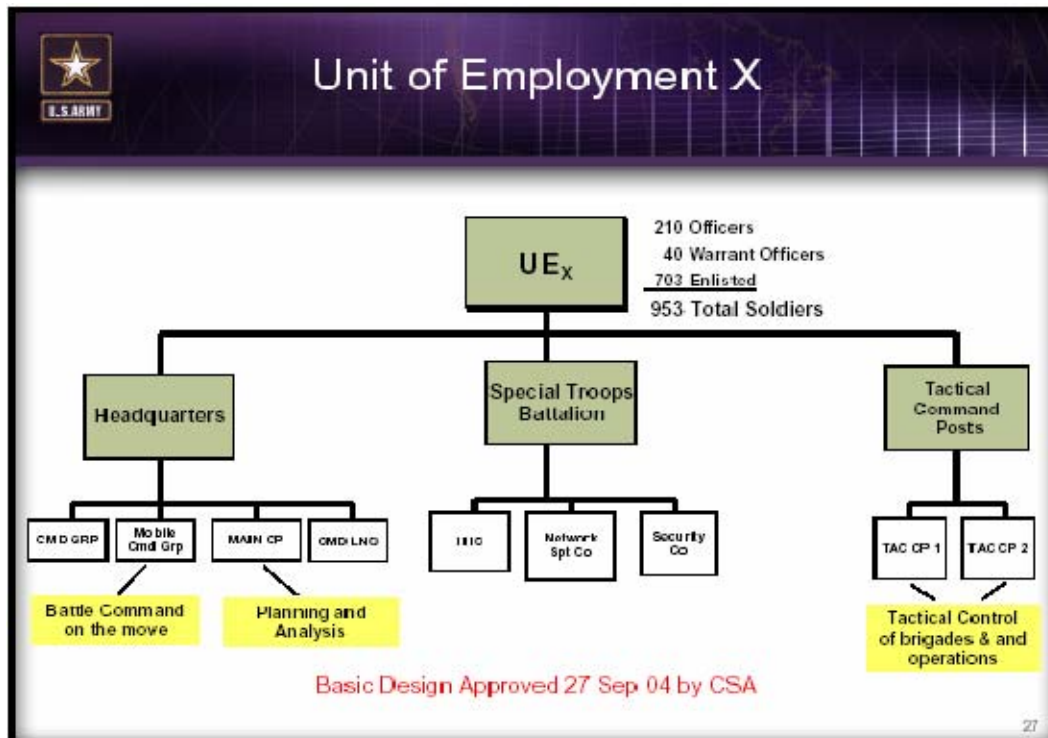 U.S. ARMY
Unit of Employment X
UEX
210 Officers
40 Warrant Officers
703 Enlisted
953 Total Soldiers
Headquarters
Special Troops
Battalion
Tactical
Command
Posts
CMD GRP
Mobile
Cmd Grp
MAIN CP
LNO
Network
Spt Co
Security
Co
TAC CP 1
TAC CP 2
Battle Command
on the move
Planning and
Analysis
Tactical Control
of brigades & and
operations
Basic Design Approved 27 Sep 04 by CSA
27